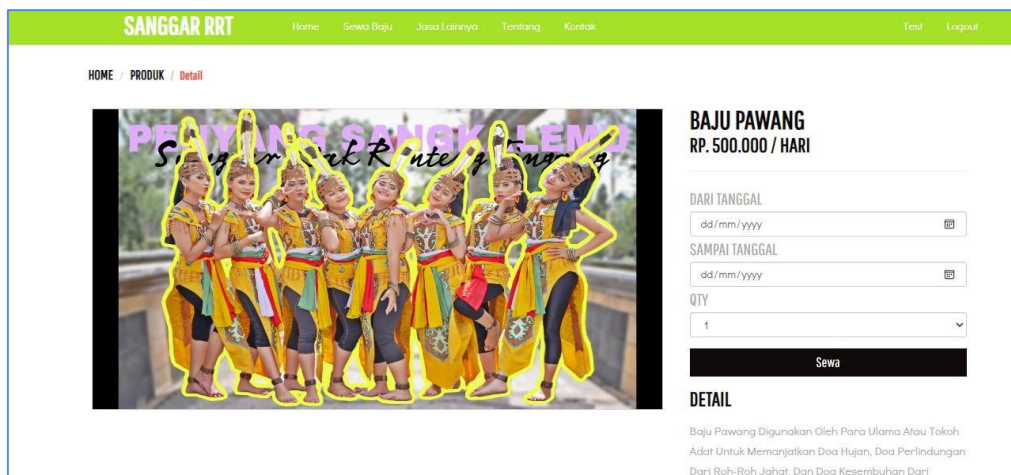 SANGGAR RRT Home Sewa Baju Jasa Lainnya Tentang Kontak Test Logout
HOME / PRODUK / Detail
PENYANG SANGKALEMU
BAJU PAWANG
RP. 500.000 / HARI
DARI TANGGAL
dd/mm/yyyy
SAMPAI TANGGAL
dd/mm/yyyy
QTY
1
Sewa
DETAIL
Baju Pawang Digunakan Oleh Para Ulama Atau Tokoh
Adat Untuk Memanjatkan Doa Hujan, Doa Perlindungan
Dari Roh-Roh Jahat, Dan Doa Kesembuhan Dari